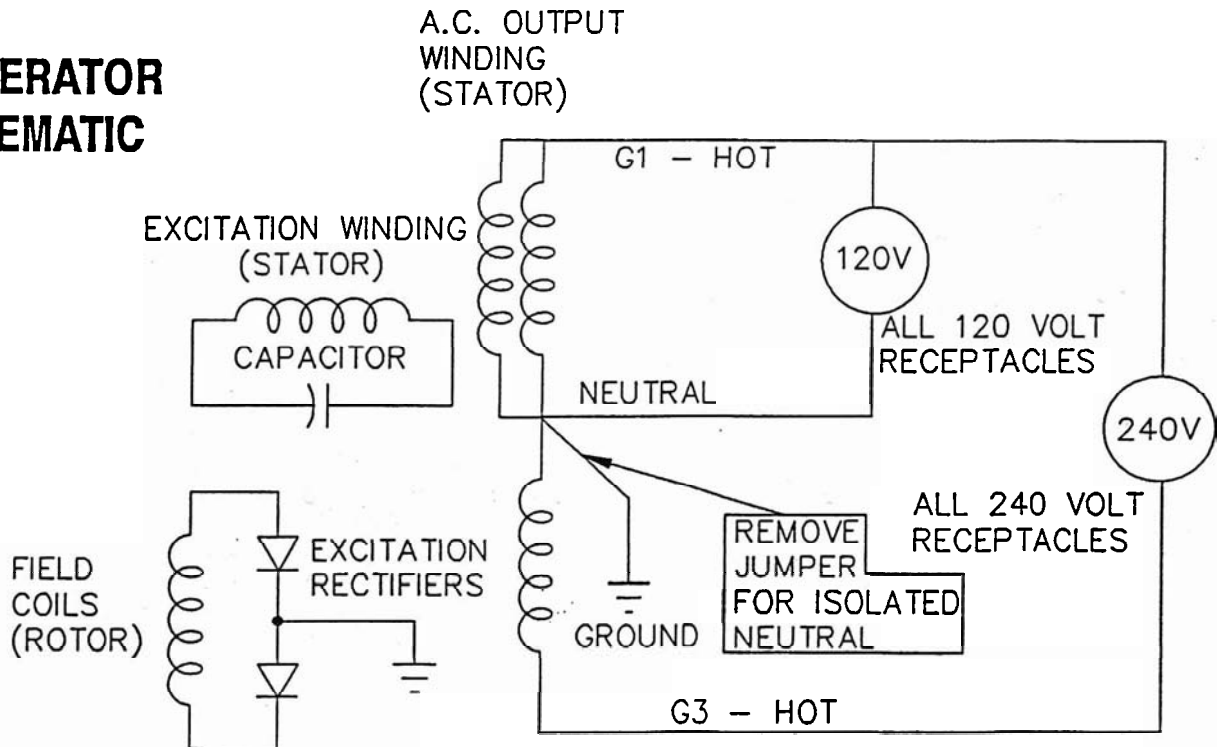 A.C. OUTPUT
WINDING
(STATOR)
ERATOR
EMATIC
G1 – HOT
EXCITATION WINDING
(STATOR)
CAPACITOR
120V
ALL 120 VOLT
RECEPTACLES
NEUTRAL
240V
ALL 240 VOLT
RECEPTACLES
REMOVE
JUMPER
FOR ISOLATED
NEUTRAL
EXCITATION
RECTIFIERS
FIELD
COILS
(ROTOR)
GROUND
G3 – HOT